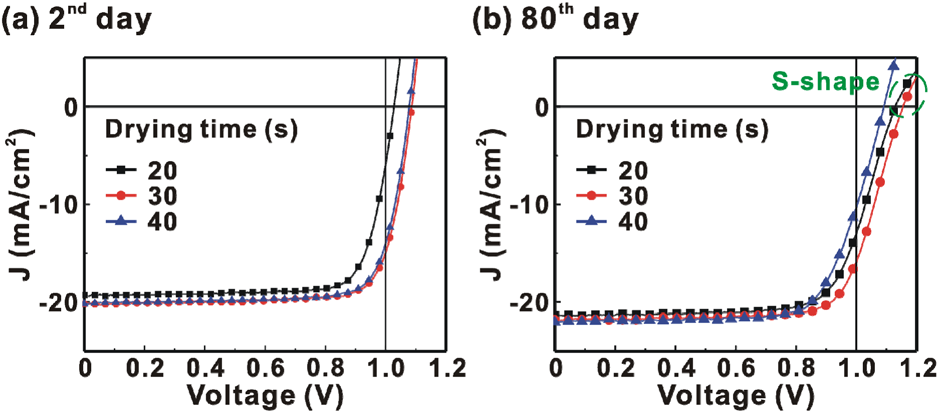 (a) 2nd day
0
-10
-20
J (mA/cm2)
Drying time (s)
20
30
40
0 0.2 0.4 0.6 0.8 1.0 1.2
Voltage (V)
(b) 80th day
S-shape
0
-10
-20
J (mA/cm2)
Drying time (s)
20
30
40
0 0.2 0.4 0.6 0.8 1.0 1.2
Voltage (V)